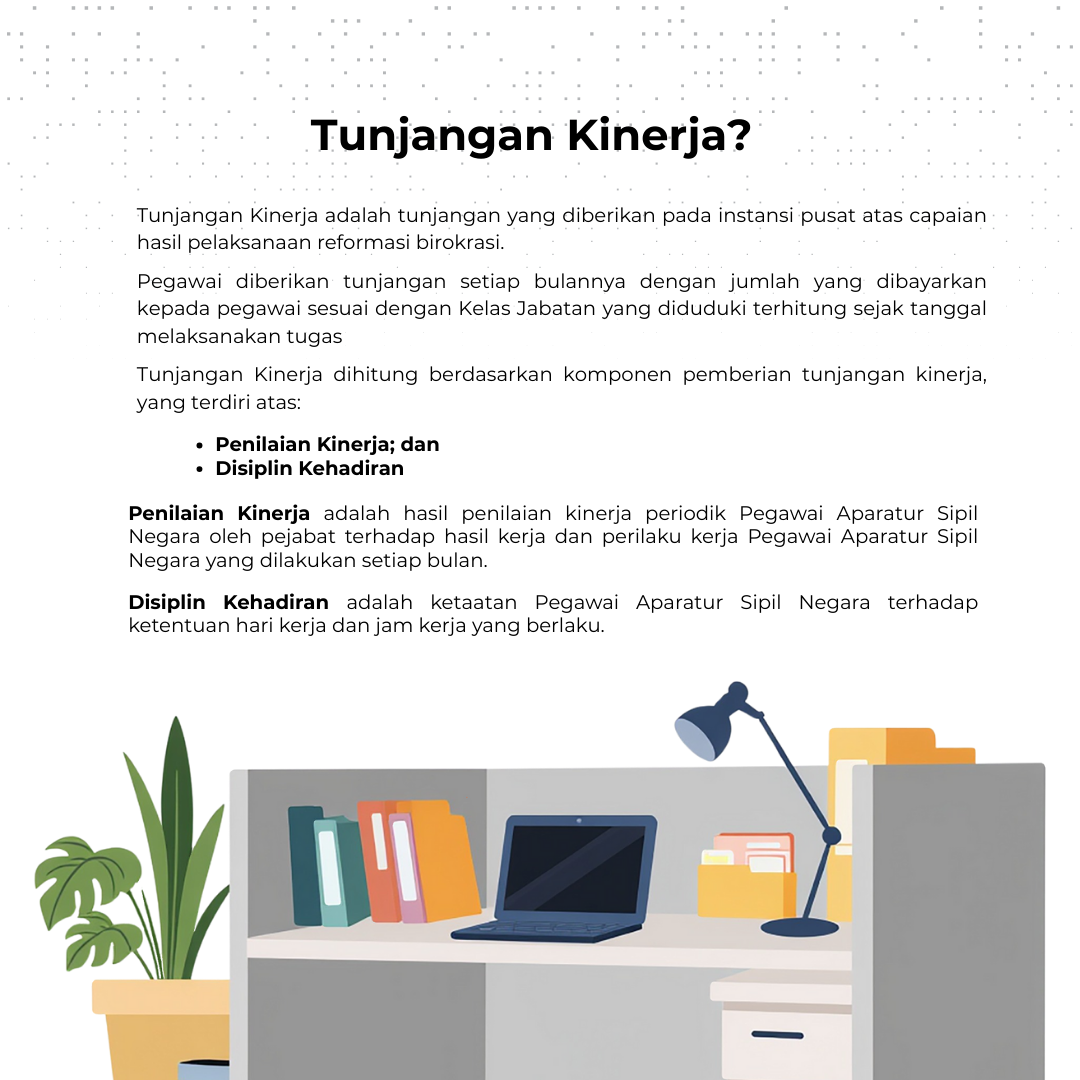 Tunjangan Kinerja?
Tunjangan Kinerja adalah tunjangan yang diberikan pada instansi pusat atas capaian
hasil pelaksanaan reformasi birokrasi.
Pegawai diberikan tunjangan setiap bulannya dengan jumlah yang dibayarkan
kepada pegawai sesuai dengan Kelas Jabatan yang diduduki terhitung sejak tanggal
melaksanakan tugas
Tunjangan Kinerja dihitung berdasarkan komponen pemberian tunjangan kinerja,
yang terdiri atas:
• Penilaian Kinerja; dan
• Disiplin Kehadiran
Penilaian Kinerja adalah hasil penilaian kinerja periodik Pegawai Aparatur Sipil
Negara oleh pejabat terhadap hasil kerja dan perilaku kerja Pegawai Aparatur Sipil
Negara yang dilakukan setiap bulan.
Disiplin Kehadiran adalah ketaatan Pegawai Aparatur Sipil Negara terhadap
ketentuan hari kerja dan jam kerja yang berlaku.